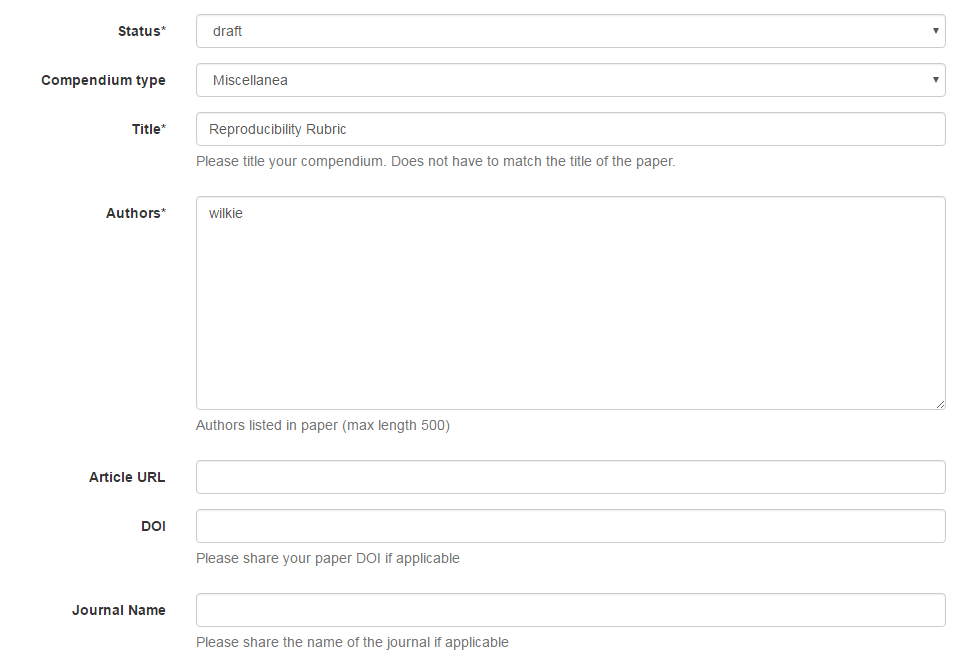 Status* draft
Compendium type Miscellanea
Title* Reproducibility Rubric
Please title your compendium. Does not have to match the title of the paper.
Authors* wilkie
Authors listed in paper (max length 500)
Article URL
DOI
Please share your paper DOI if applicable
Journal Name
Please share the name of the journal if applicable